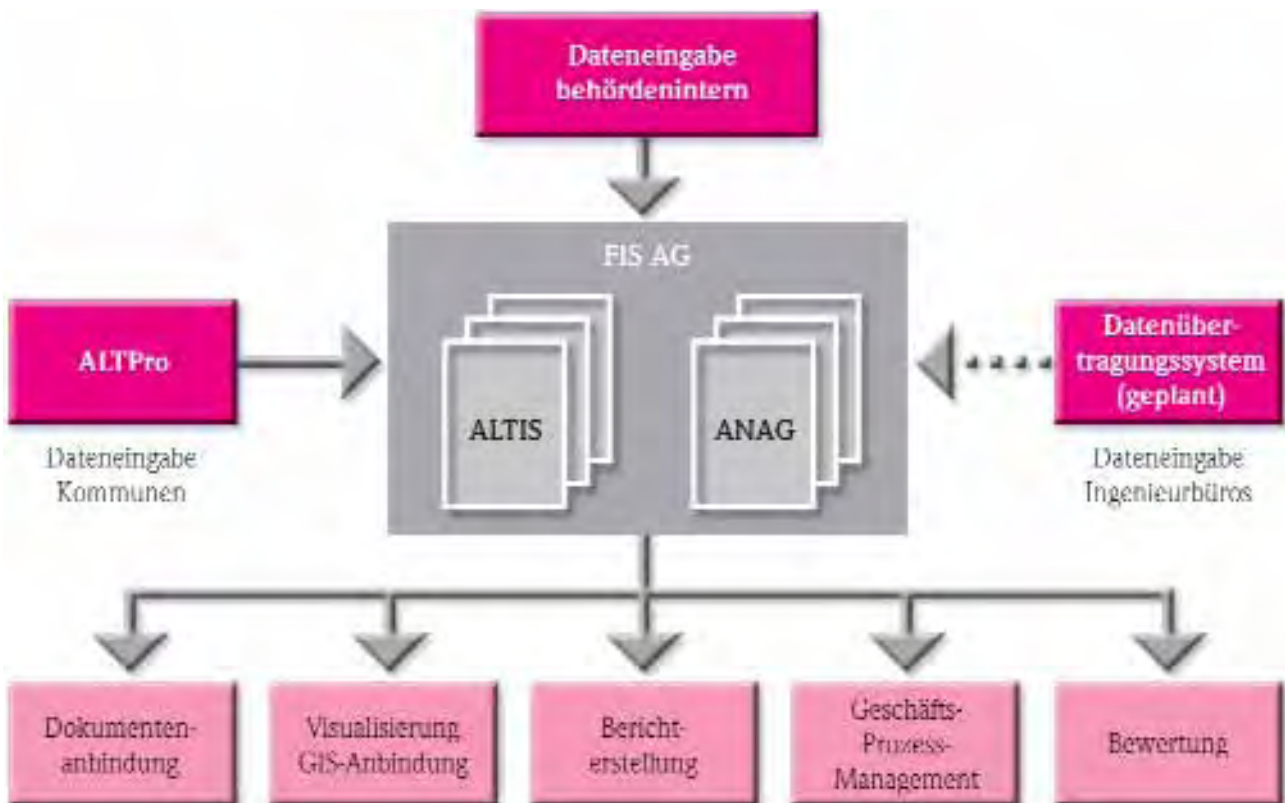 Dateneingabe
behördenintern
FIS AG
ALTPro
ALTIS
ANAG
Datenüber-
tragungssystem
(geplant)
Dateneingabe
Kommunen
Dateneingabe
Ingenieurbüros
Dokumenten-
anbindung
Visualisierung
GIS-Anbindung
Bericht-
erstellung
Geschäfts-
Prozess-
Management
Bewertung